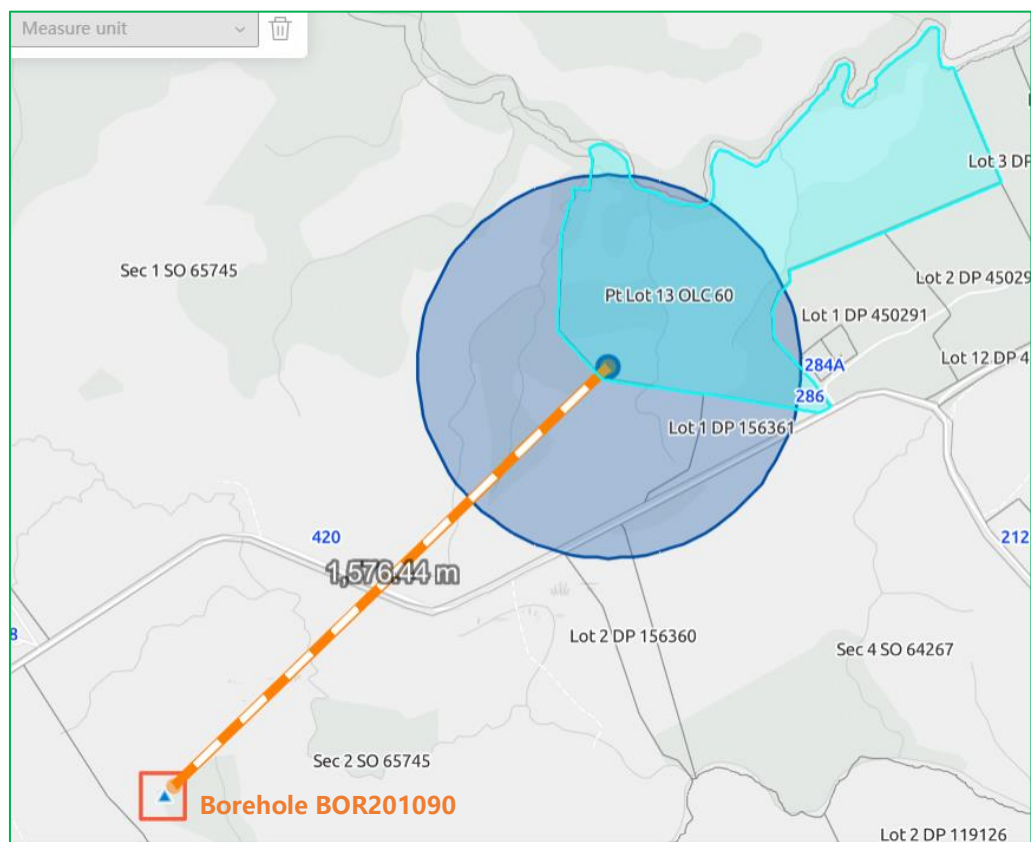 Measure unit
Lot 3 DP
Sec 1 SO 65745
Lot 2 DP 45029
Pt Lot 13 OLC 60
Lot 1 DP 450291
284A
Lot 12 DP 4
286
Lot 1 DP 156361
420
212
1,576.44 m
8
Lot 2 DP 156360
Sec 4 SO 64267
Sec 2 SO 65745
Borehole BOR201090
Lot 2 DP 119126